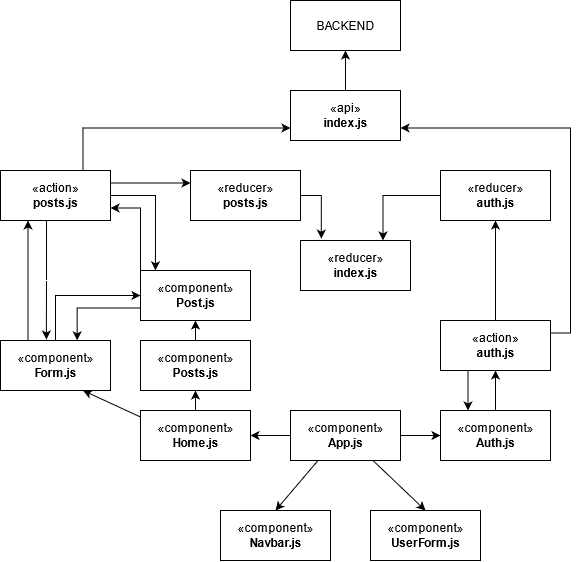 BACKEND
«api»
index.js
«action»
posts.js
«reducer»
posts.js
«reducer»
auth.js
«reducer»
index.js
«component»
Post.js
«action»
auth.js
«component»
Form.js
«component»
Posts.js
«component»
Home.js
«component»
App.js
«component»
Auth.js
«component»
Navbar.js
«component»
UserForm.js